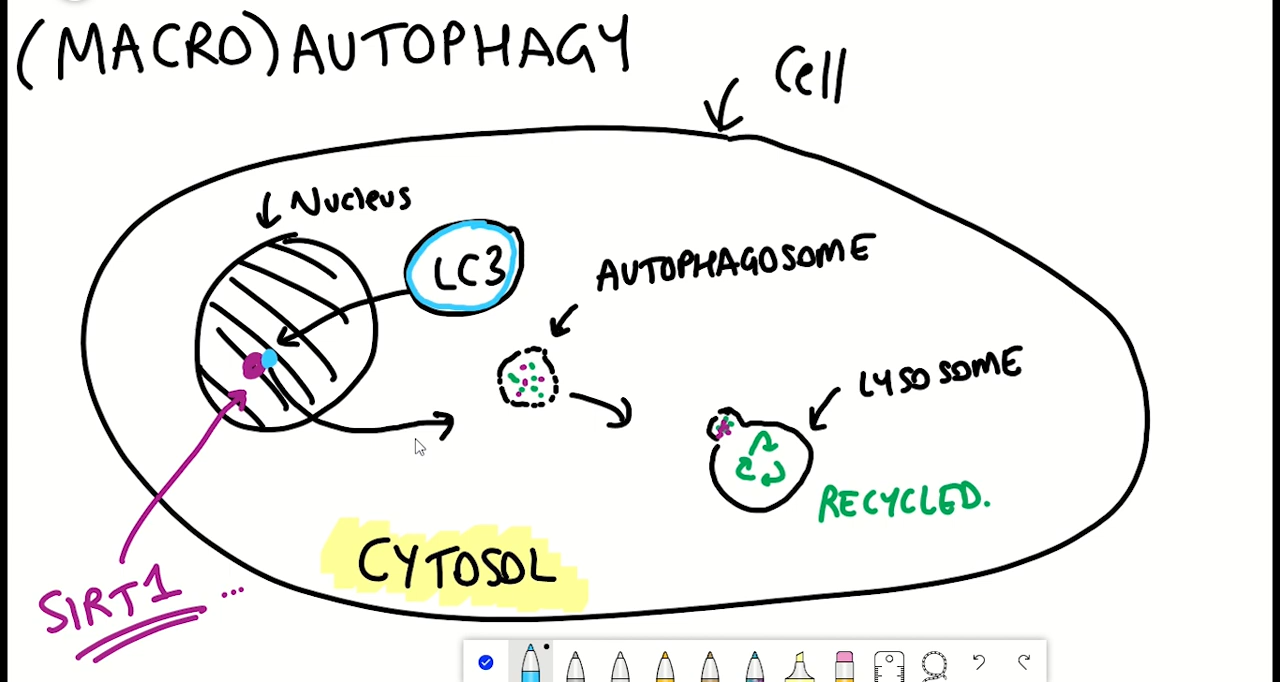 (MACRO)AUTOPHAGY
Cell
Nucleus
LC3
AUTOPHAGOSOME
LYSOSOME
RECYCLED.
CYTOSOL
SIRT1 ...